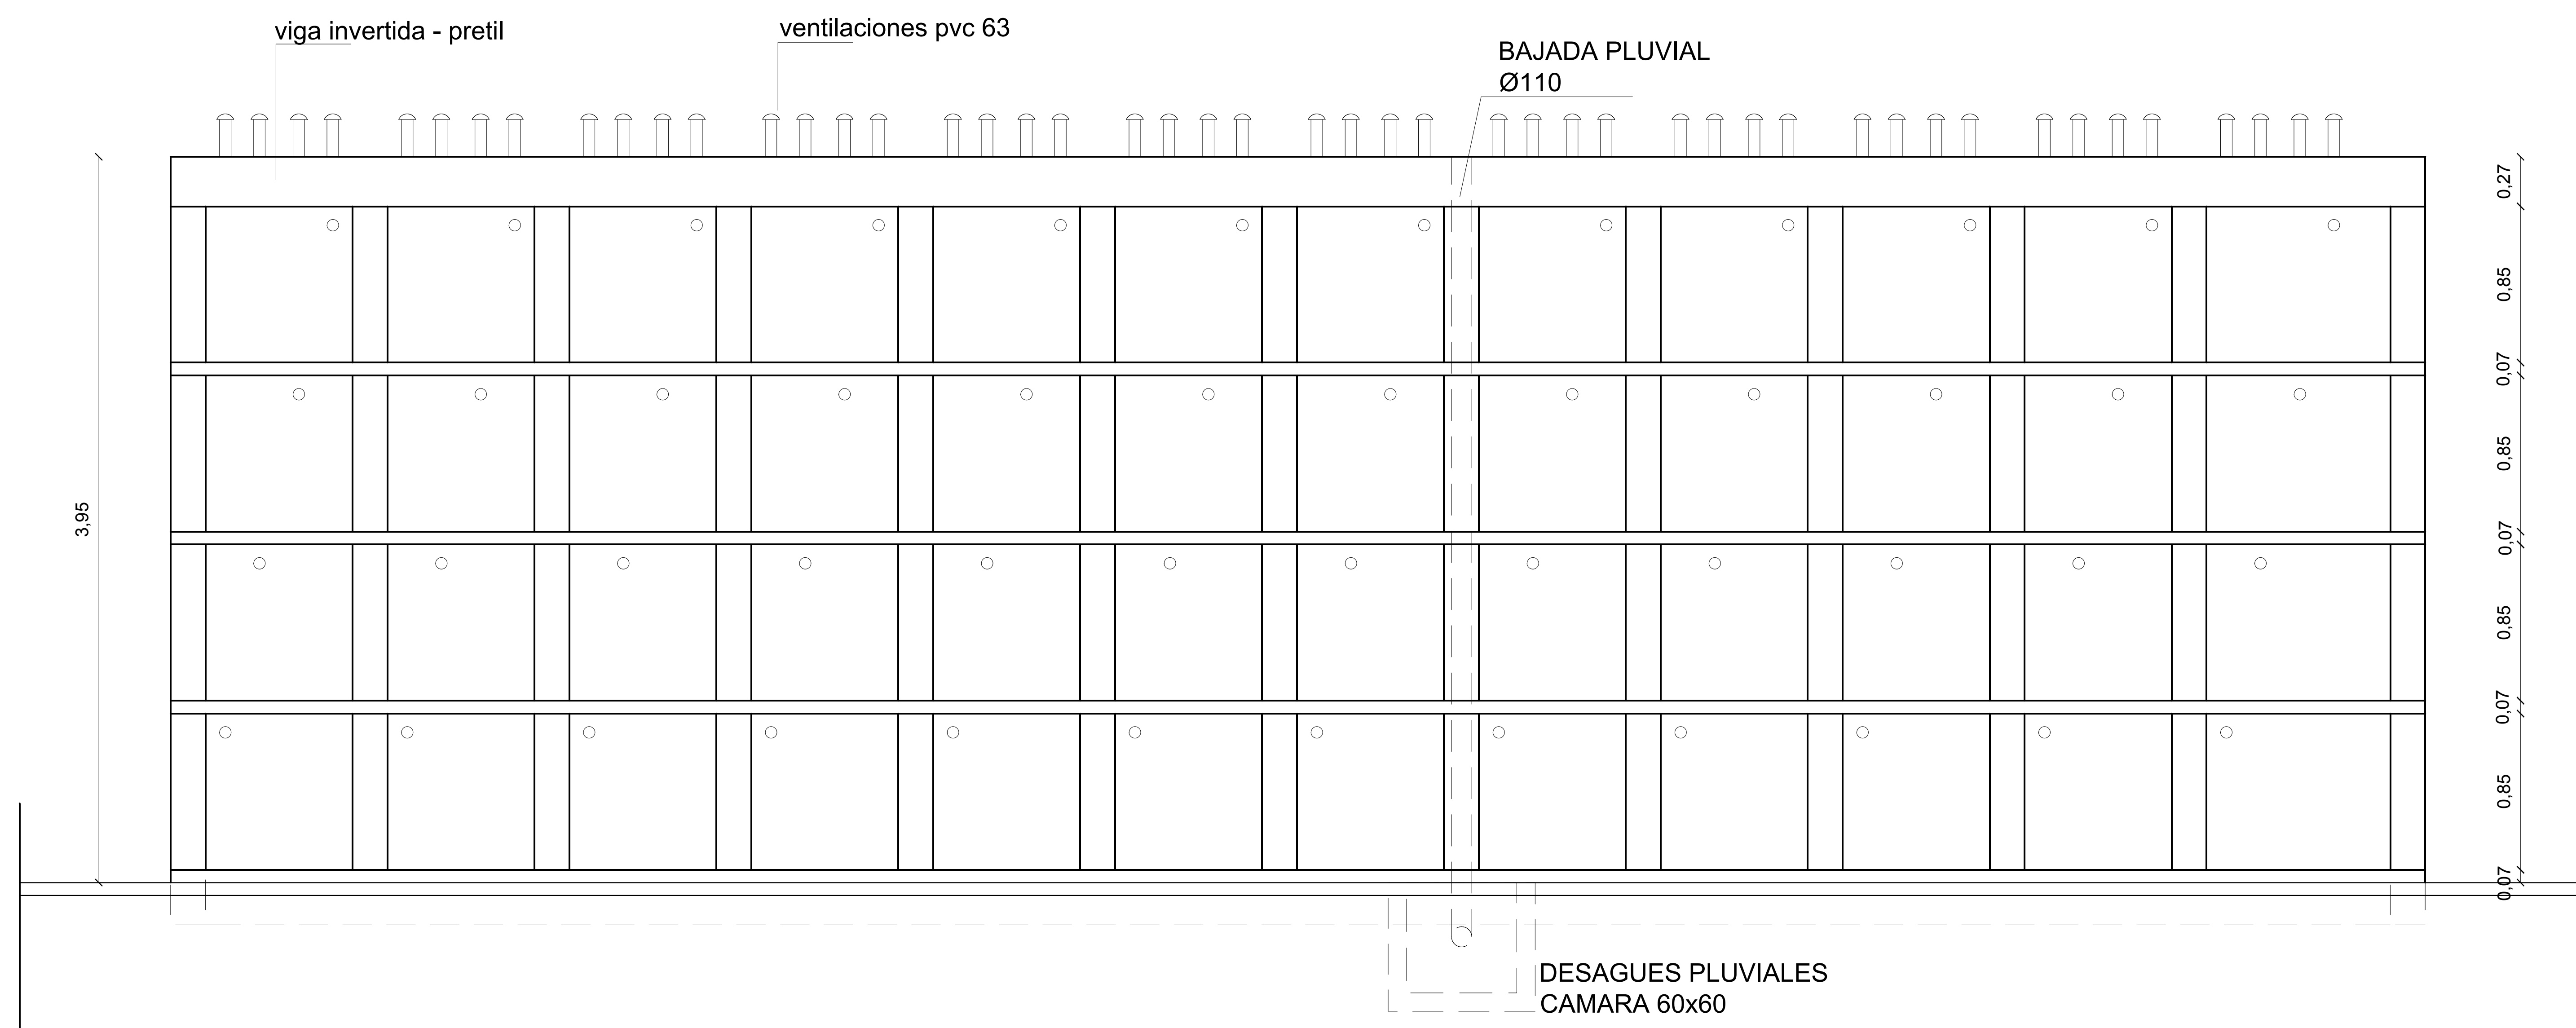 viga invertida - pretil
ventilaciones pvc 63
BAJADA PLUVIAL
Ø110
0,27
0,85
0,07
0,85
0,07
3,95
0,85
0,07
0,85
0,07
DESAGUES PLUVIALES
CAMARA 60x60